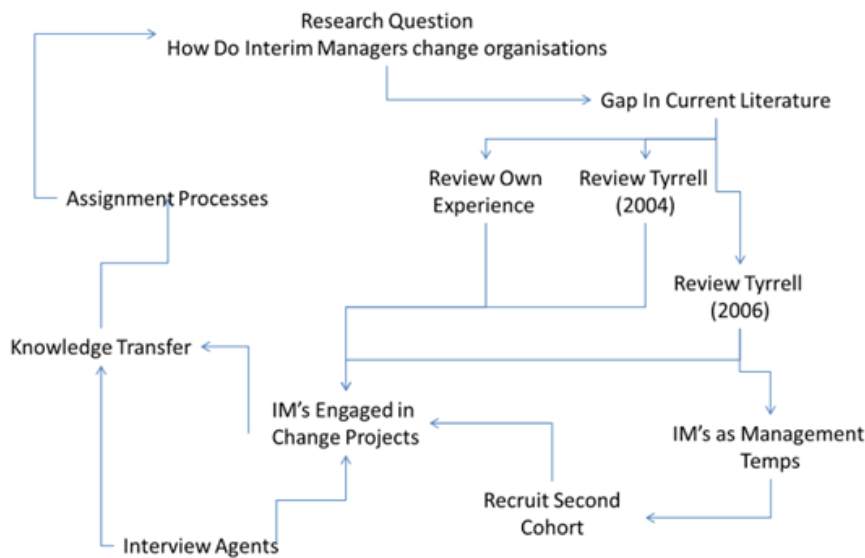 Research Question
How Do Interim Managers change organisations
Gap In Current Literature
Review Own
Experience
Review Tyrrell
(2004)
Assignment Processes
Review Tyrrell
(2006)
Knowledge Transfer
IM's Engaged in
Change Projects
IM's as Management
Temps
Recruit Second
Cohort
Interview Agents